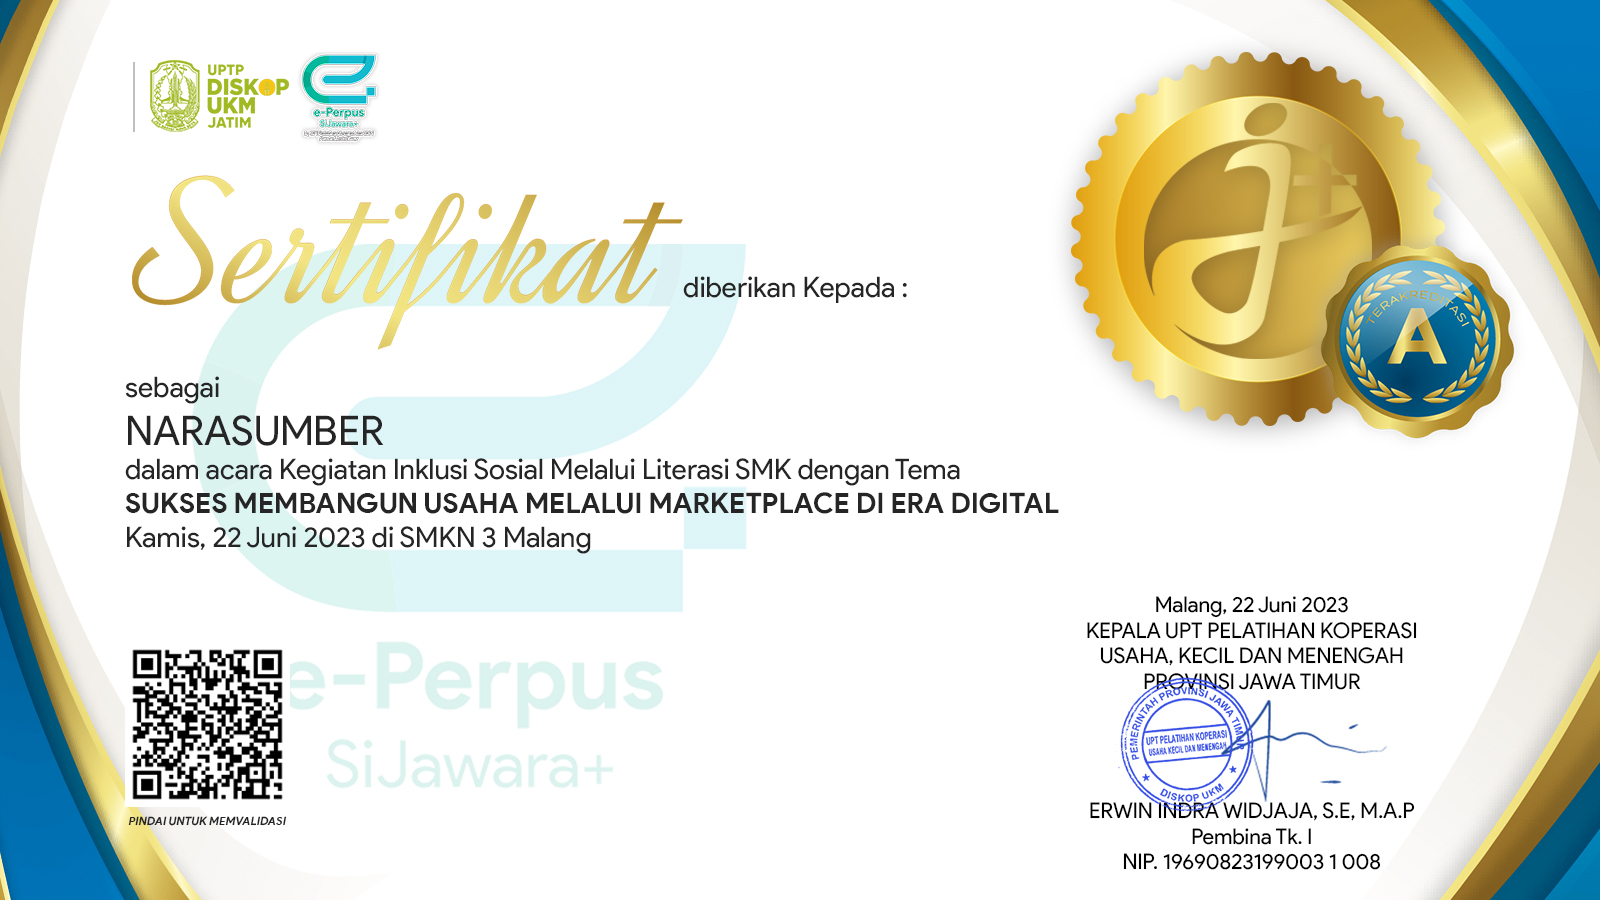 UPTP
DISKOP
UKM
JATIM
e-Perpus
SiJawara+
Sertifikat diberikan Kepada :
TERAKREDITASI
A
sebagai
NARASUMBER
dalam acara Kegiatan Inklusi Sosial Melalui Literasi SMK dengan Tema
SUKSES MEMBANGUN USAHA MELALUI MARKETPLACE DI ERA DIGITAL
Kamis, 22 Juni 2023 di SMKN 3 Malang
e-Perpus
SiJawara+
PINDAI UNTUK MEMVALIDASI
Malang, 22 Juni 2023
KEPALA UPT PELATIHAN KOPERASI
USAHA, KECIL DAN MENENGAH
PROVINSI JAWA TIMUR
PEMERINTAH PROVINSI JAWA TIMUR
UPT PELATIHAN KOPERASI
USAHA KECIL DAN MENENGAH
DISKOP UKM
ERWIN INDRA WIDJAJA, S.E, M.A.P
Pembina Tk. I
NIP. 19690823199003 1 008